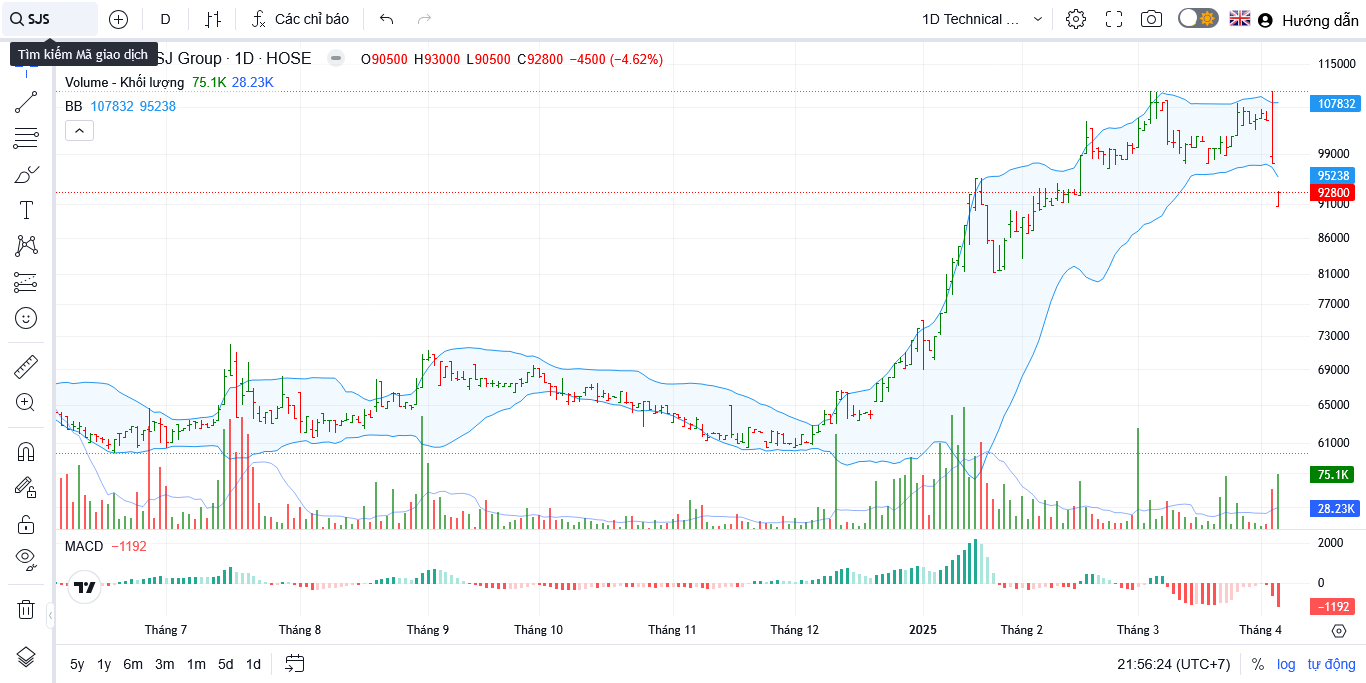 SJS
D
Các chỉ báo
1D Technical ...
Hướng dẫn
Tìm kiếm Mã giao dịch
SJ Group · 1D · HOSE
O90500 H93000 L90500 C92800 −4500 (−4.62%)
Volume - Khối lượng 75.1K 28.23K
BB 107832 95238
115000
107832
99000
95238
92800
91000
86000
81000
77000
73000
69000
65000
61000
75.1K
28.23K
MACD −1192
2000
0
−1192
Tháng 7 Tháng 8 Tháng 9 Tháng 10 Tháng 11 Tháng 12 2025 Tháng 2 Tháng 3 Tháng 4
5y 1y 6m 3m 1m 5d 1d
21:56:24 (UTC+7) % log tự động